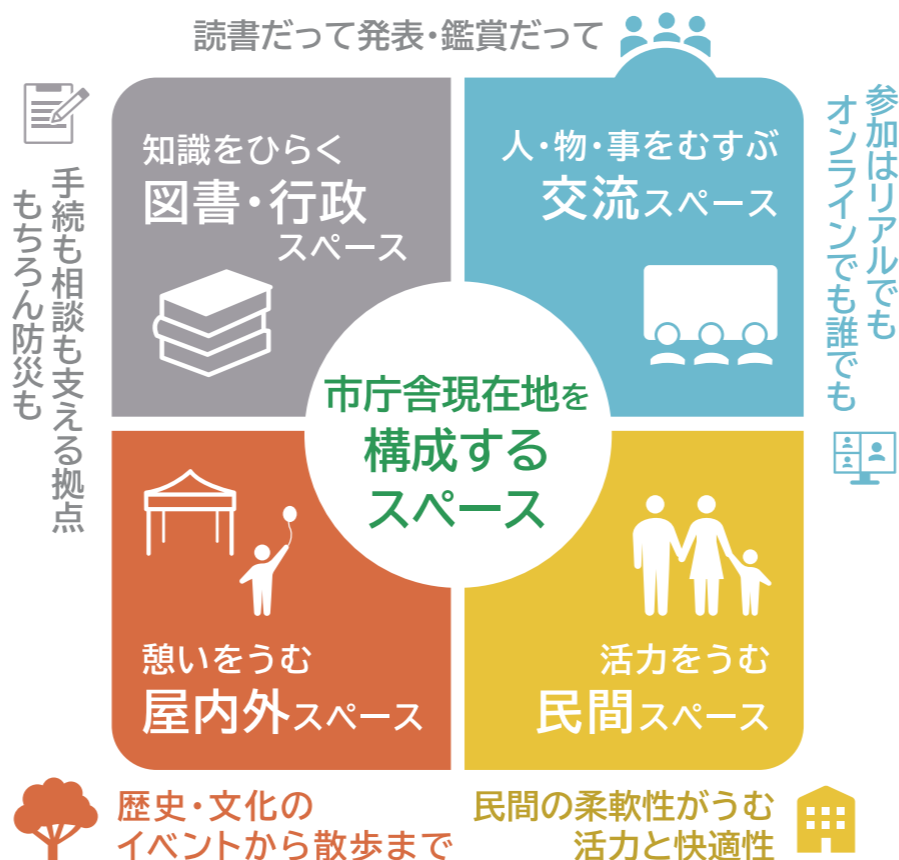 読書だって発表・鑑賞だって
手続も相談も支える拠点
もちろん防災も
知識をひらく
図書・行政
スペース
人・物・事をむすぶ
交流スペース
参加はリアルでも
オンラインでも誰でも
市庁舎現在地を
構成する
スペース
憩いをうむ
屋内外スペース
活力をうむ
民間スペース
歴史・文化の
イベントから散歩まで
民間の柔軟性がうむ
活力と快適性